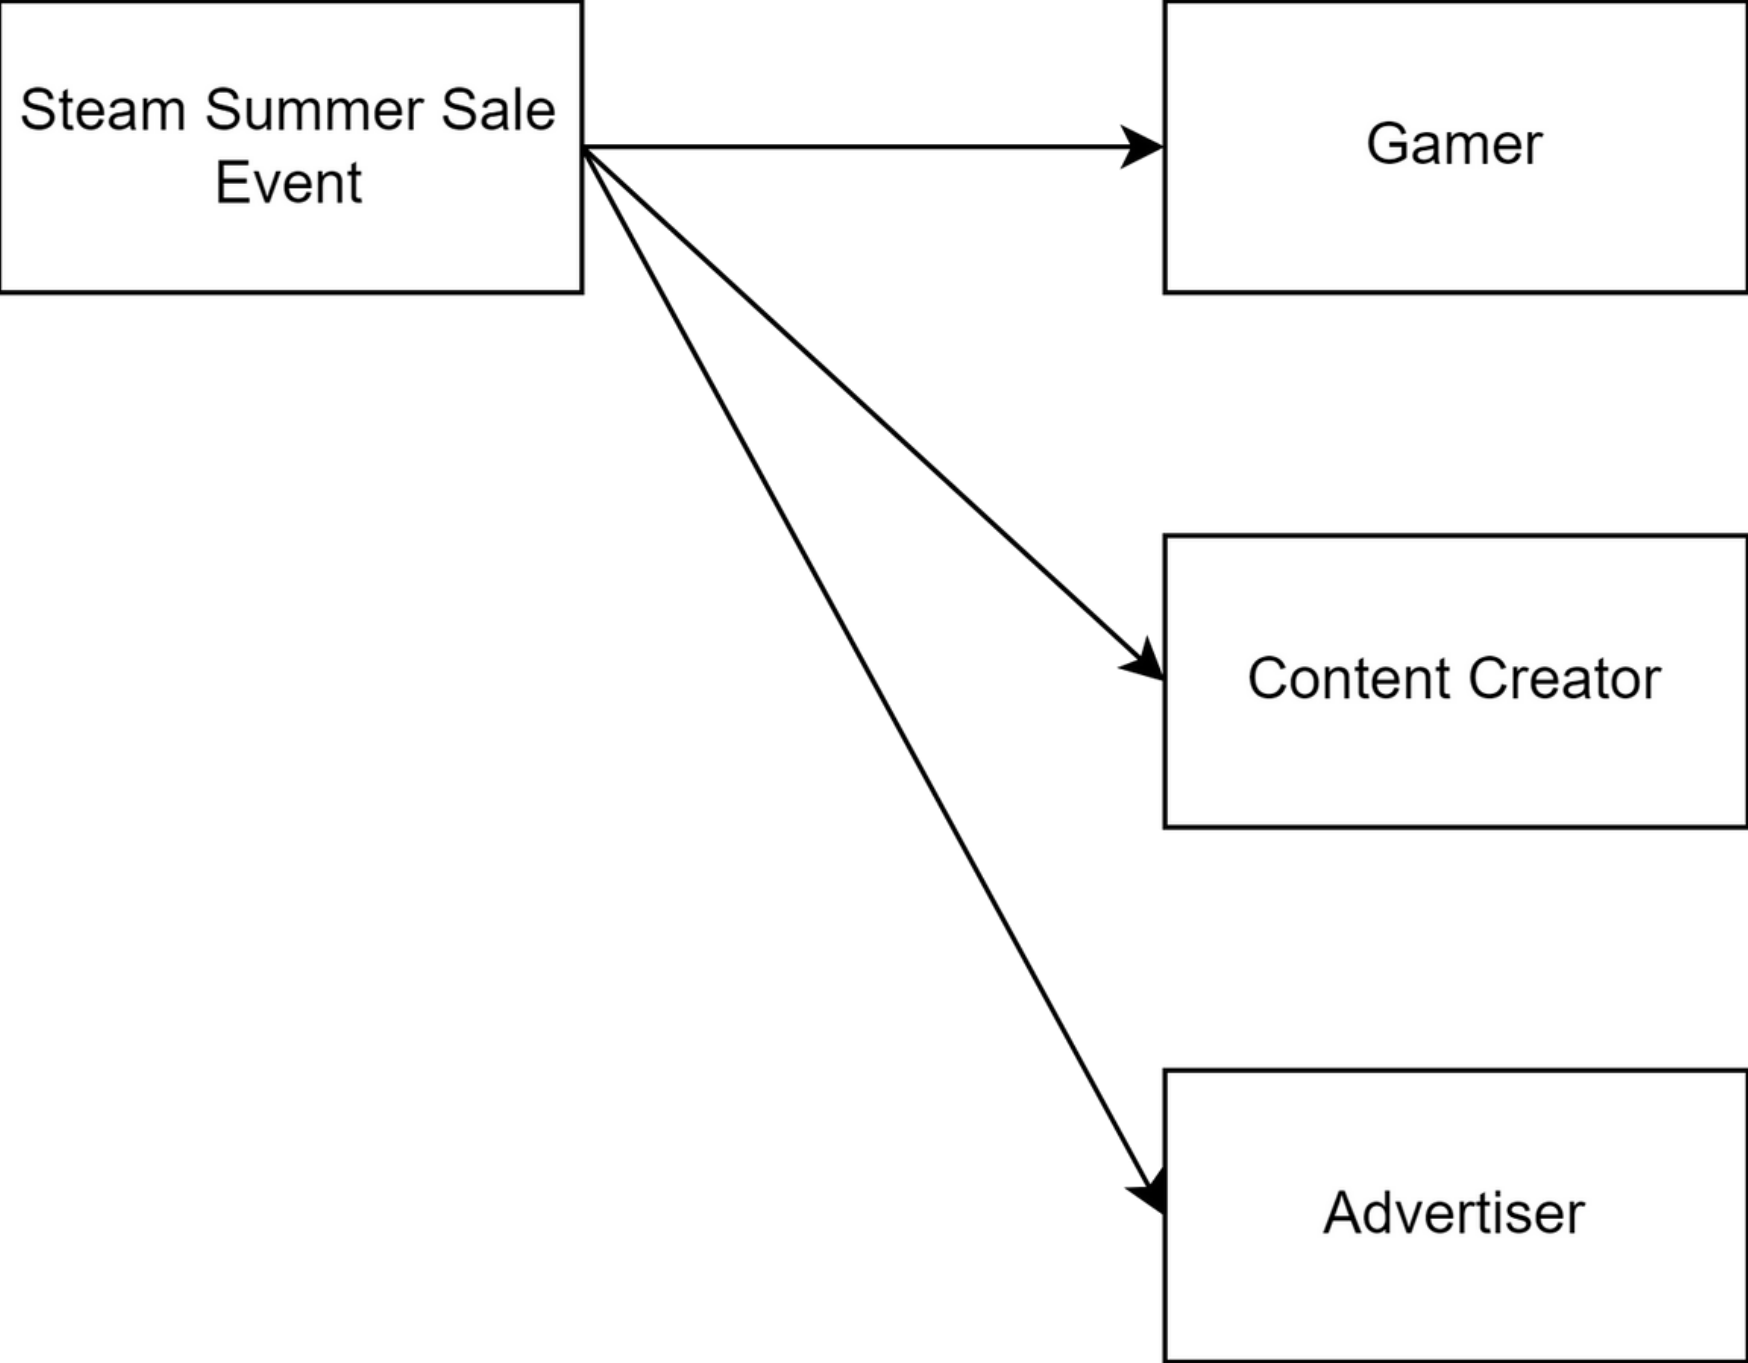 Steam Summer Sale
Event
Gamer
Content Creator
Advertiser